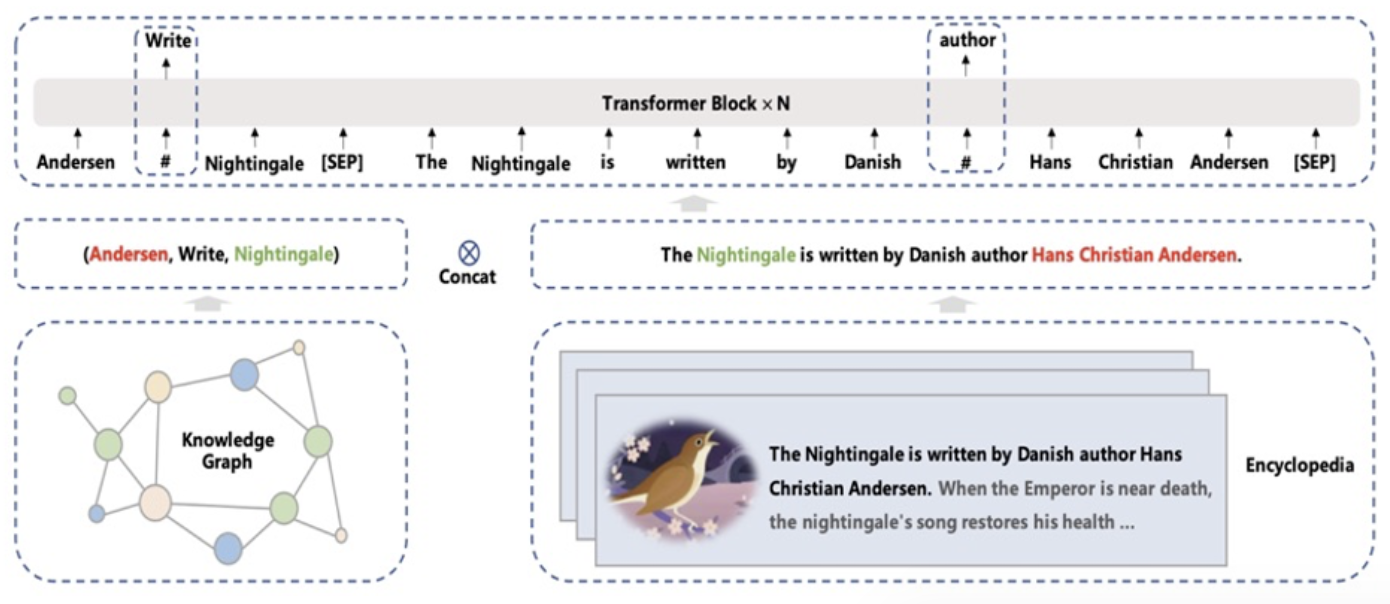 Write author
Transformer Block × N
Andersen # Nightingale [SEP] The Nightingale is written by Danish # Hans Christian Andersen [SEP]
(Andersen, Write, Nightingale)
Concat
The Nightingale is written by Danish author Hans Christian Andersen.
Knowledge
Graph
The Nightingale is written by Danish author Hans
Christian Andersen. When the Emperor is near death,
the nightingale's song restores his health ...
Encyclopedia